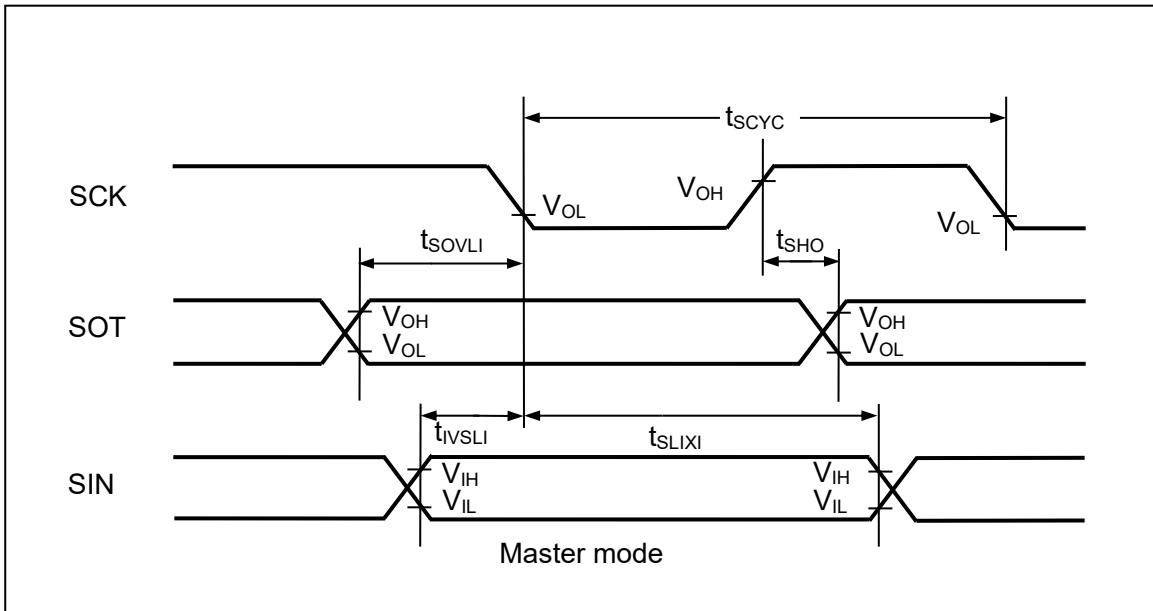 tSCYC
SCK
VOL
VOH
VOL
tSOVLI
tSHO
SOT
VOH
VOL
VOH
VOL
tIVSLI
tSLIXI
SIN
VIH
VIL
VIH
VIL
Master mode